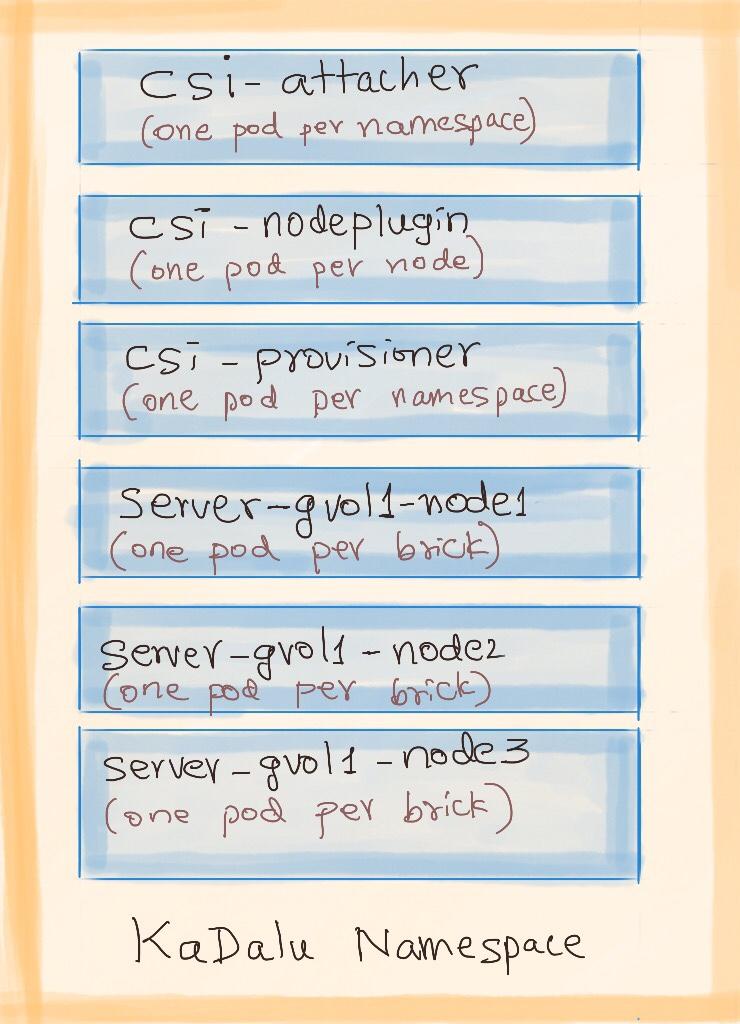 csi-attacher
(one pod per namespace)
csi-nodeplugin
(one pod per node)
csi-provisioner
(one pod per namespace)
server-gvol1-node1
(one pod per brick)
server-gvol1-node2
(one pod per brick)
server-gvol1-node3
(one pod per brick)
KaDalu Namespace